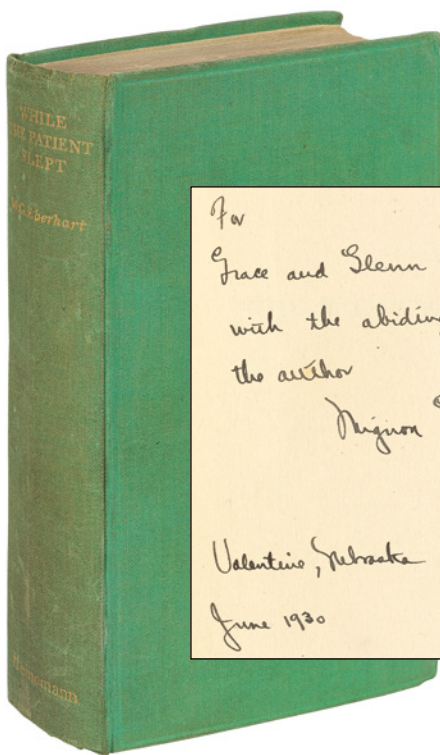 WHILE
THE PATIENT
SLEPT
M.G. Eberhart
Heinemann
For
Grace and Glenn
with the abiding
the author
Mignon
Valentine, Nebraska
June 1930